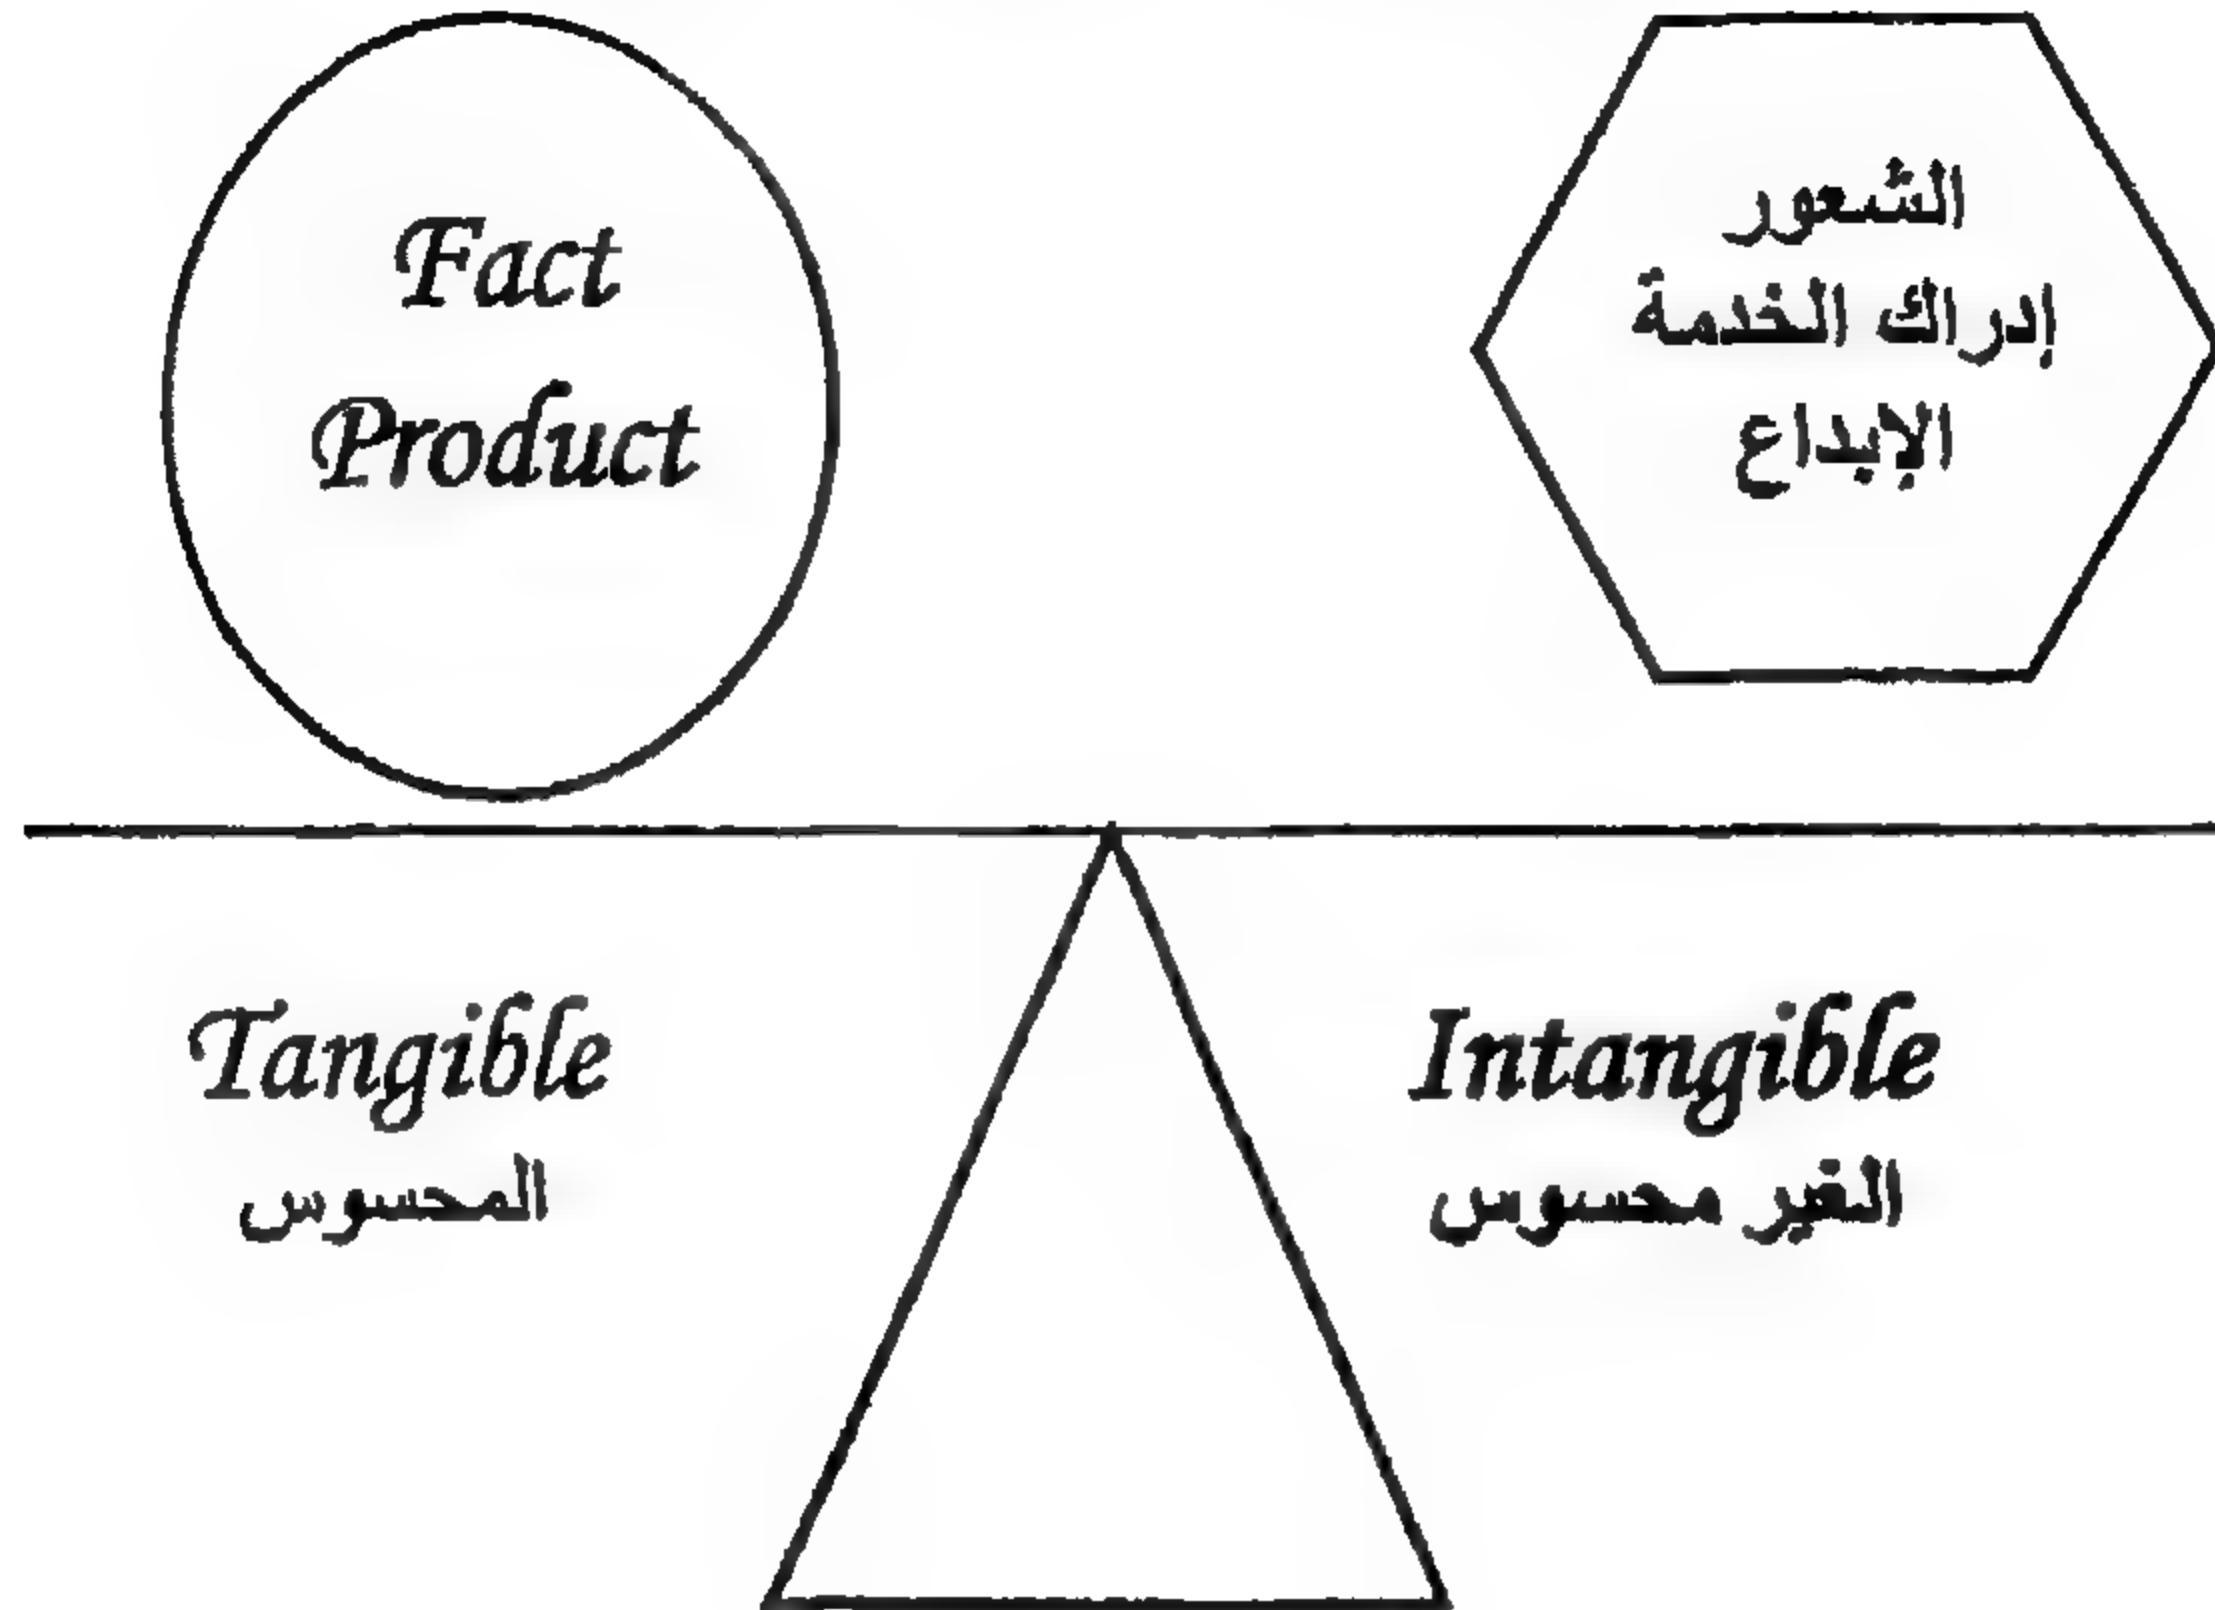 Fact
Product
الشعور
إدراك الخدمة
الإبداع
Tangible
المحسوس
Intangible
الغير محسوس